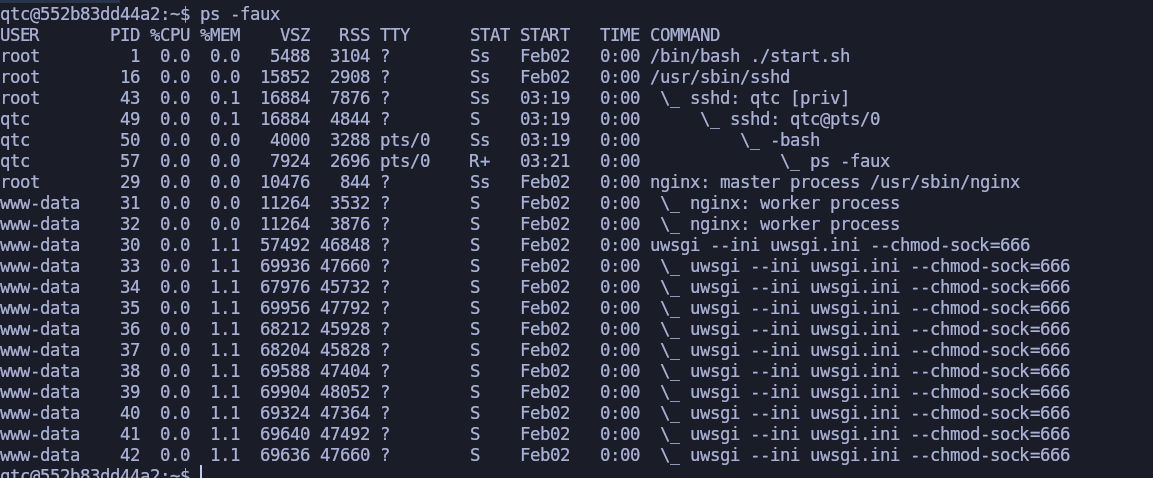 qtc@552b83dd44a2:~$ ps -faux
USER       PID %CPU %MEM    VSZ   RSS TTY      STAT START   TIME COMMAND
root         1  0.0  0.0   5488  3104 ?        Ss   Feb02   0:00 /bin/bash ./start.sh
root        16  0.0  0.0  15852  2908 ?        Ss   Feb02   0:00 /usr/sbin/sshd
root        43  0.0  0.1  16884  7876 ?        Ss   03:19   0:00  \_ sshd: qtc [priv]
qtc         49  0.0  0.1  16884  4844 ?        S    03:19   0:00      \_ sshd: qtc@pts/0
qtc         50  0.0  0.0   4000  3288 pts/0    Ss   03:19   0:00          \_ -bash
qtc         57  0.0  0.0   7924  2696 pts/0    R+   03:21   0:00              \_ ps -faux
root        29  0.0  0.0  10476   844 ?        Ss   Feb02   0:00 nginx: master process /usr/sbin/nginx
www-data    31  0.0  0.0  11264  3532 ?        S    Feb02   0:00  \_ nginx: worker process
www-data    32  0.0  0.0  11264  3876 ?        S    Feb02   0:00  \_ nginx: worker process
www-data    30  0.0  1.1  57492 46848 ?        S    Feb02   0:00 uwsgi --ini uwsgi.ini --chmod-sock=666
www-data    33  0.0  1.1  69936 47660 ?        S    Feb02   0:00  \_ uwsgi --ini uwsgi.ini --chmod-sock=666
www-data    34  0.0  1.1  67976 45732 ?        S    Feb02   0:00  \_ uwsgi --ini uwsgi.ini --chmod-sock=666
www-data    35  0.0  1.1  69956 47792 ?        S    Feb02   0:00  \_ uwsgi --ini uwsgi.ini --chmod-sock=666
www-data    36  0.0  1.1  68212 45928 ?        S    Feb02   0:00  \_ uwsgi --ini uwsgi.ini --chmod-sock=666
www-data    37  0.0  1.1  68204 45828 ?        S    Feb02   0:00  \_ uwsgi --ini uwsgi.ini --chmod-sock=666
www-data    38  0.0  1.1  69588 47404 ?        S    Feb02   0:00  \_ uwsgi --ini uwsgi.ini --chmod-sock=666
www-data    39  0.0  1.1  69904 48052 ?        S    Feb02   0:00  \_ uwsgi --ini uwsgi.ini --chmod-sock=666
www-data    40  0.0  1.1  69324 47364 ?        S    Feb02   0:00  \_ uwsgi --ini uwsgi.ini --chmod-sock=666
www-data    41  0.0  1.1  69640 47492 ?        S    Feb02   0:00  \_ uwsgi --ini uwsgi.ini --chmod-sock=666
www-data    42  0.0  1.1  69636 47660 ?        S    Feb02   0:00  \_ uwsgi --ini uwsgi.ini --chmod-sock=666
qtc@552b83dd44a2:~$